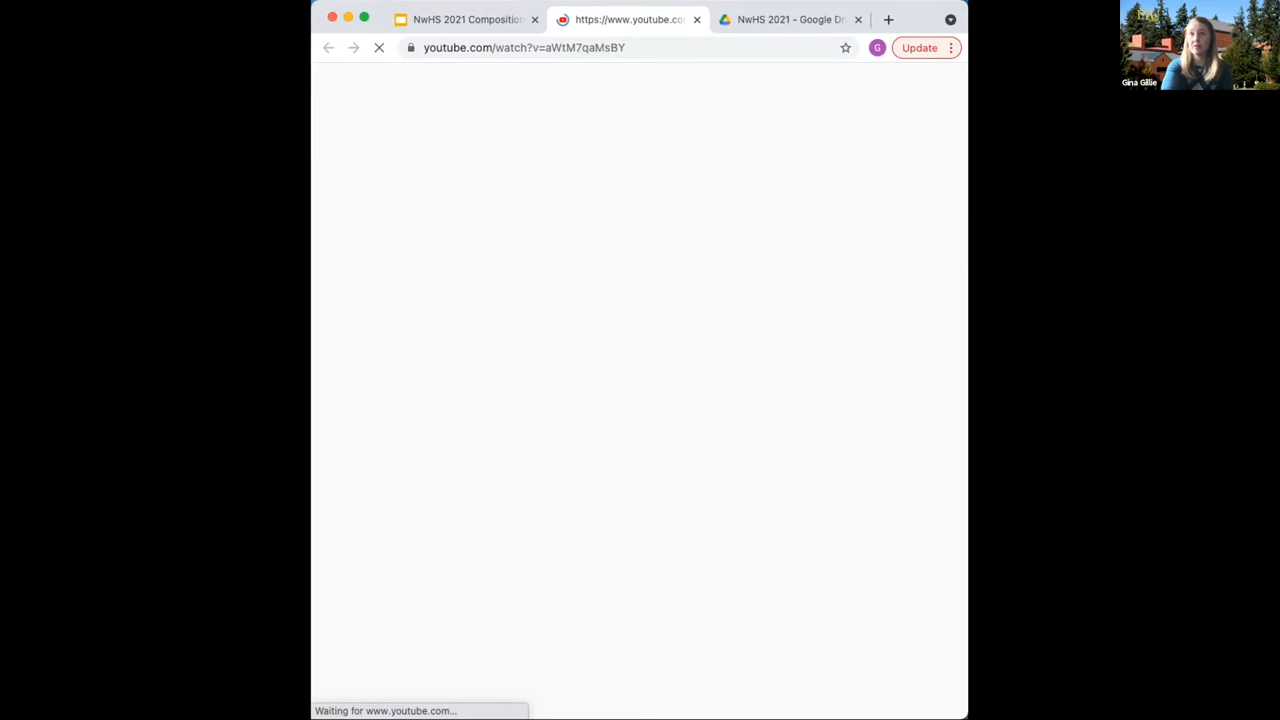 NwHS 2021 Composition
https://www.youtube.co
NwHS 2021 - Google Dr
youtube.com/watch?v=aWtM7qaMsBY
G
Update
Gina Gillie
Waiting for www.youtube.com...